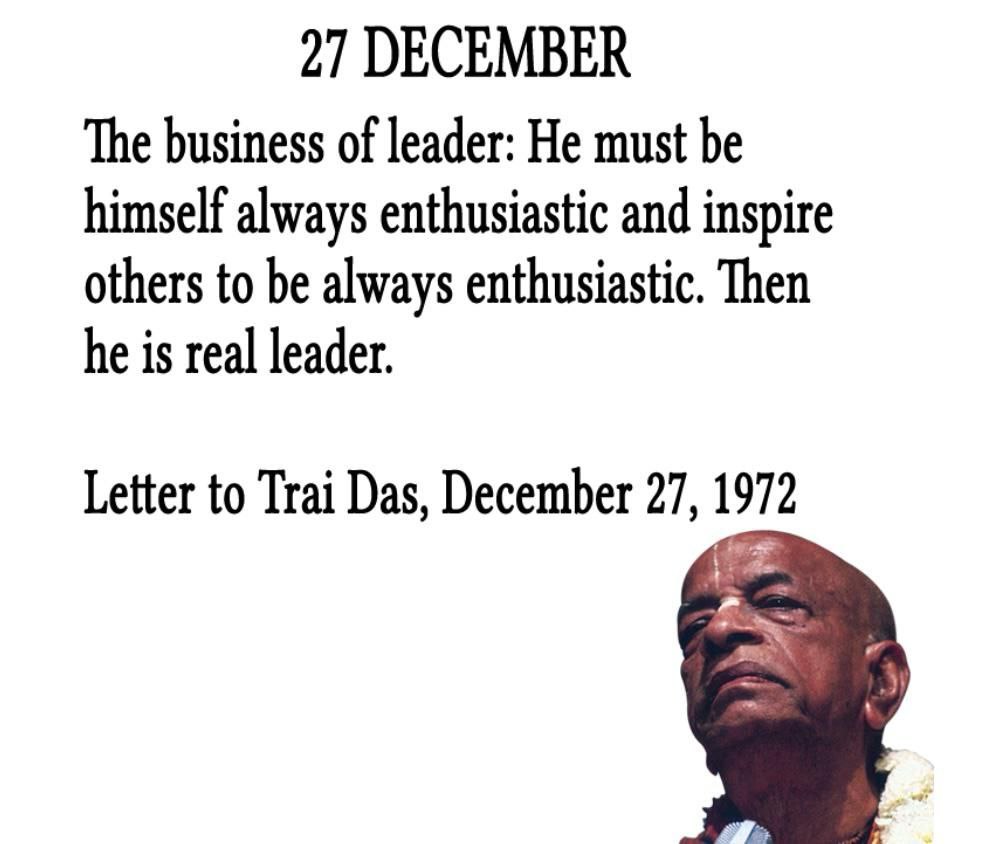 27 DECEMBER
The business of leader: He must be
himself always enthusiastic and inspire
others to be always enthusiastic. Then
he is real leader.
Letter to Trai Das, December 27, 1972